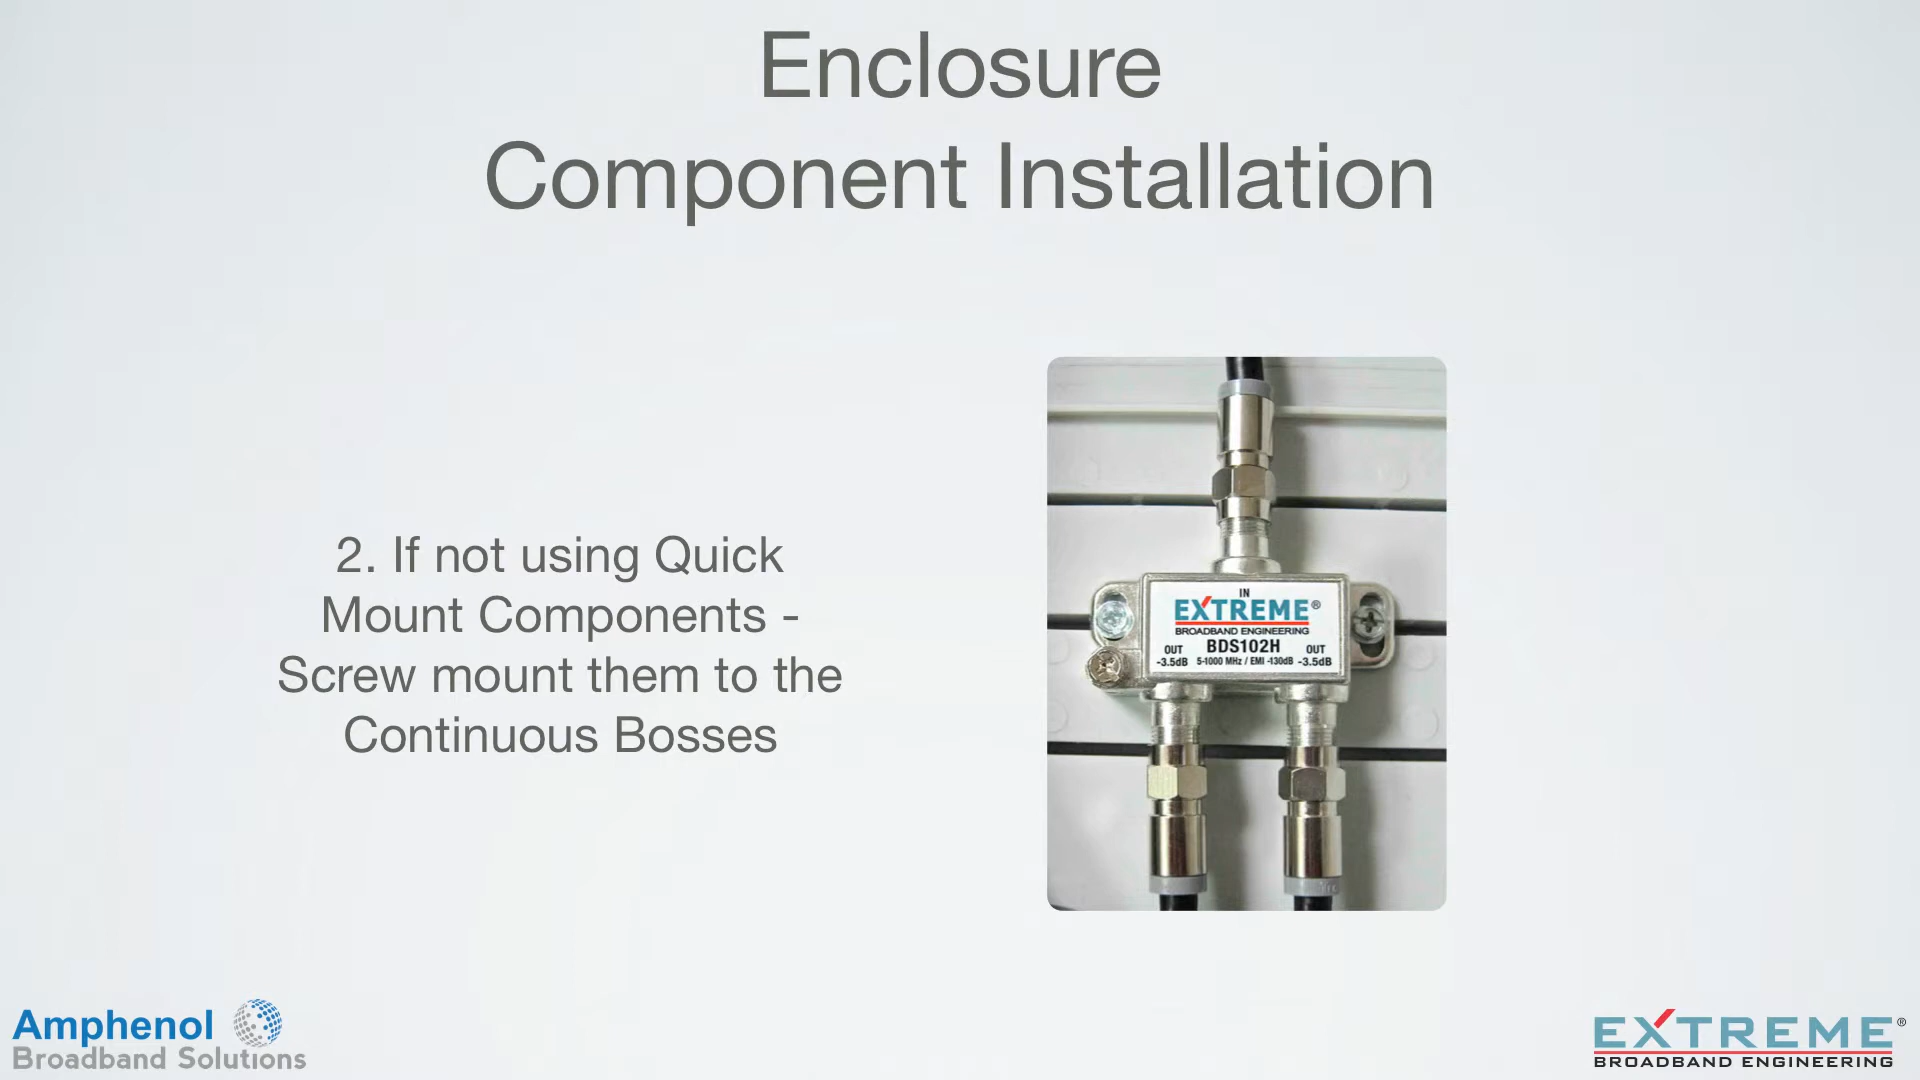 Enclosure
Component Installation
2. If not using Quick
Mount Components -
Screw mount them to the
Continuous Bosses
IN
EXTREME®
BROADBAND ENGINEERING
OUT BDS102H OUT
-3.5dB 5-1000 MHz / EMI -130dB -3.5dB
Amphenol
Broadband Solutions
EXTREME®
BROADBAND ENGINEERING